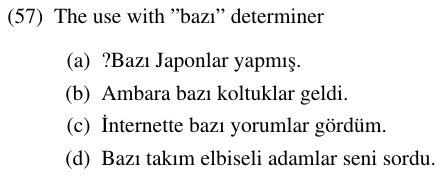 (57) The use with ”bazı” determiner
(a) ?Bazı Japonlar yapmış.
(b) Ambara bazı koltuklar geldi.
(c) İnternette bazı yorumlar gördüm.
(d) Bazı takım elbiseli adamlar seni sordu.